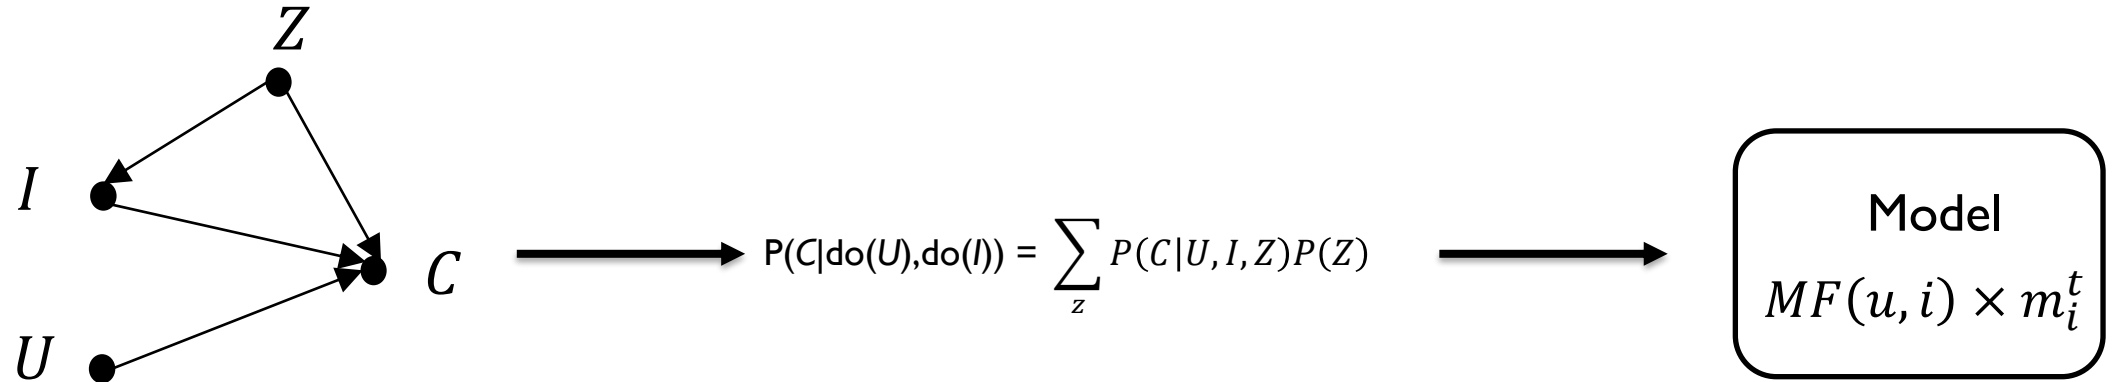 Z
I
C
U
P(C|do(U),do(I)) = ∑_z P(C|U, I, Z)P(Z)
Model
MF(u, i) × m_i^t